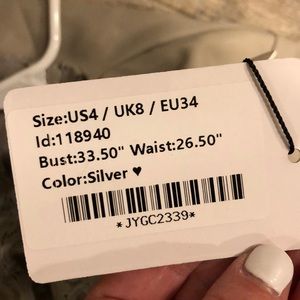 Size:US4 / UK8 / EU34
Id:118940
Bust:33.50" Waist:26.50"
Color:Silver ♥
*JYGC2339*